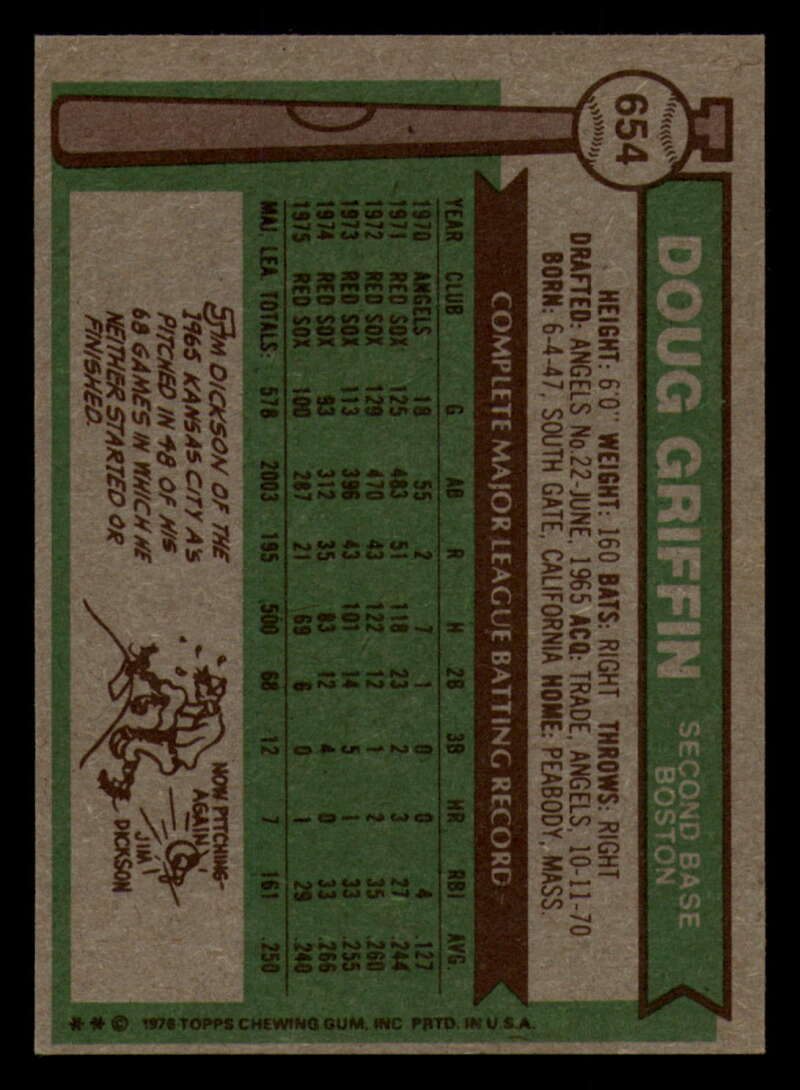 654
DOUG GRIFFIN
SECOND BASE
BOSTON
HEIGHT: 6'0" WEIGHT: 160 BATS: RIGHT THROWS: RIGHT
DRAFTED: ANGELS No.22-JUNE, 1965 ACQ: TRADE, ANGELS, 10-11-70
BORN: 6-4-47, SOUTH GATE, CALIFORNIA HOME: PEABODY, MASS.
COMPLETE MAJOR LEAGUE BATTING RECORD
YEAR CLUB G AB R H 2B 3B HR RBI AVG.
1970 ANGELS 18 55 2 7 1 0 0 4 .127
1971 RED SOX 125 483 51 118 23 2 3 27 .244
1972 RED SOX 129 470 43 122 12 1 2 35 .260
1973 RED SOX 113 396 43 101 14 5 1 33 .255
1974 RED SOX 93 312 35 83 12 4 0 33 .266
1975 RED SOX 100 287 21 69 6 0 1 29 .240
MAJ. LEA. TOTALS: 578 2003 195 500 68 12 7 161 .250
JIM DICKSON OF THE
1965 KANSAS CITY A'S
PITCHED IN 48 OF HIS
68 GAMES IN WHICH HE
NEITHER STARTED OR
FINISHED.
NOW PITCHING-
AGAIN
JIM
DICKSON
** © 1976 TOPPS CHEWING GUM, INC PRTD. IN U.S.A.